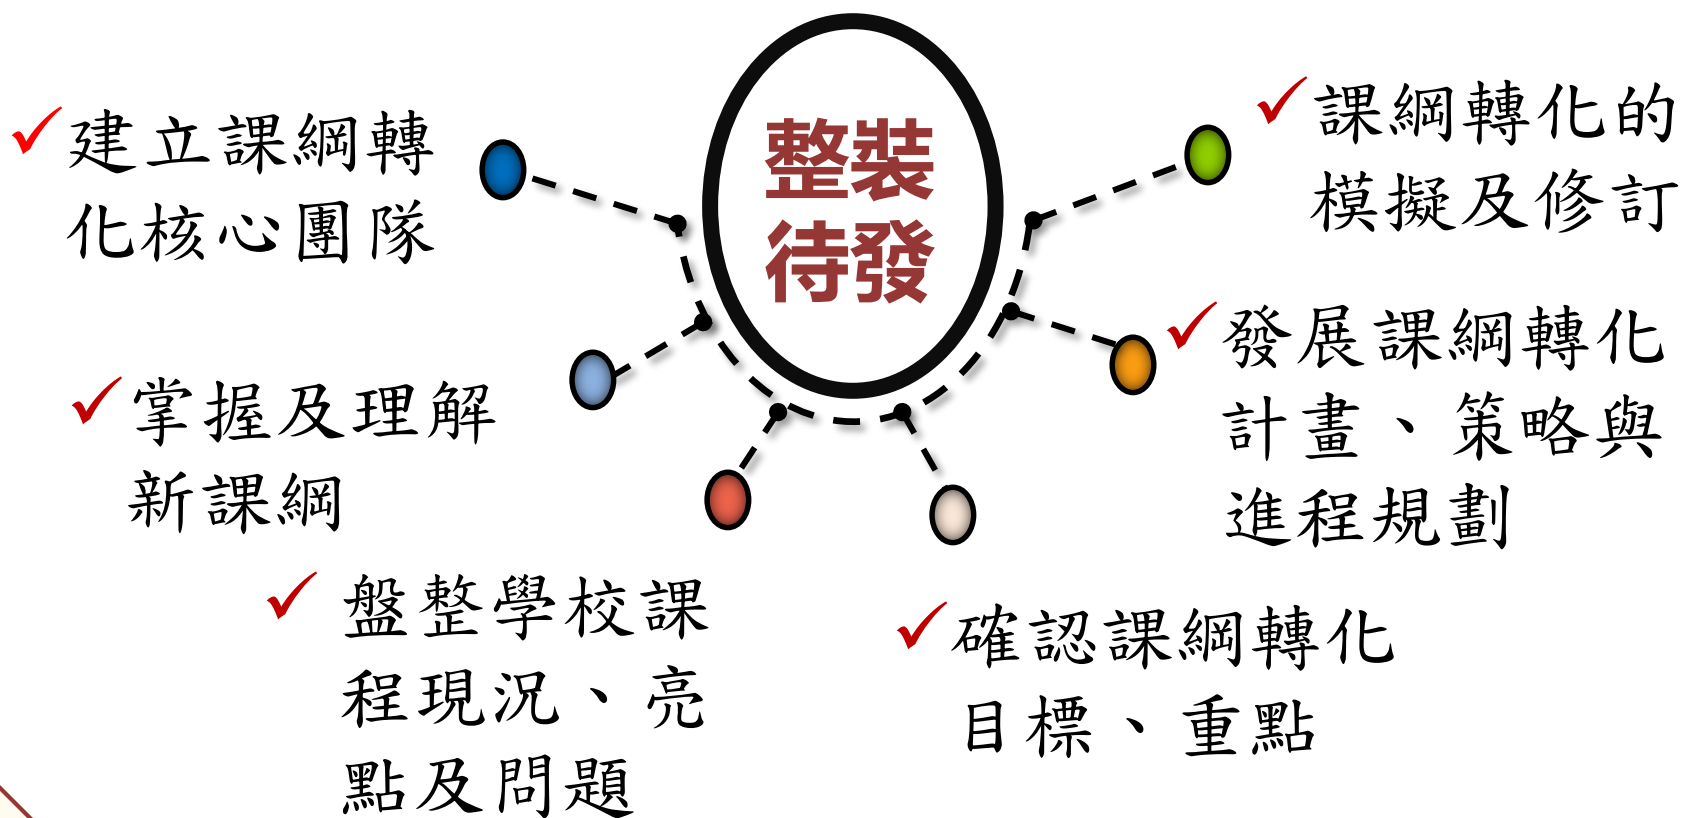 整裝
待發
建立課綱轉
化核心團隊
掌握及理解
新課綱
盤整學校課
程現況、亮
點及問題
確認課綱轉化
目標、重點
發展課綱轉化
計畫、策略與
進程規劃
課綱轉化的
模擬及修訂